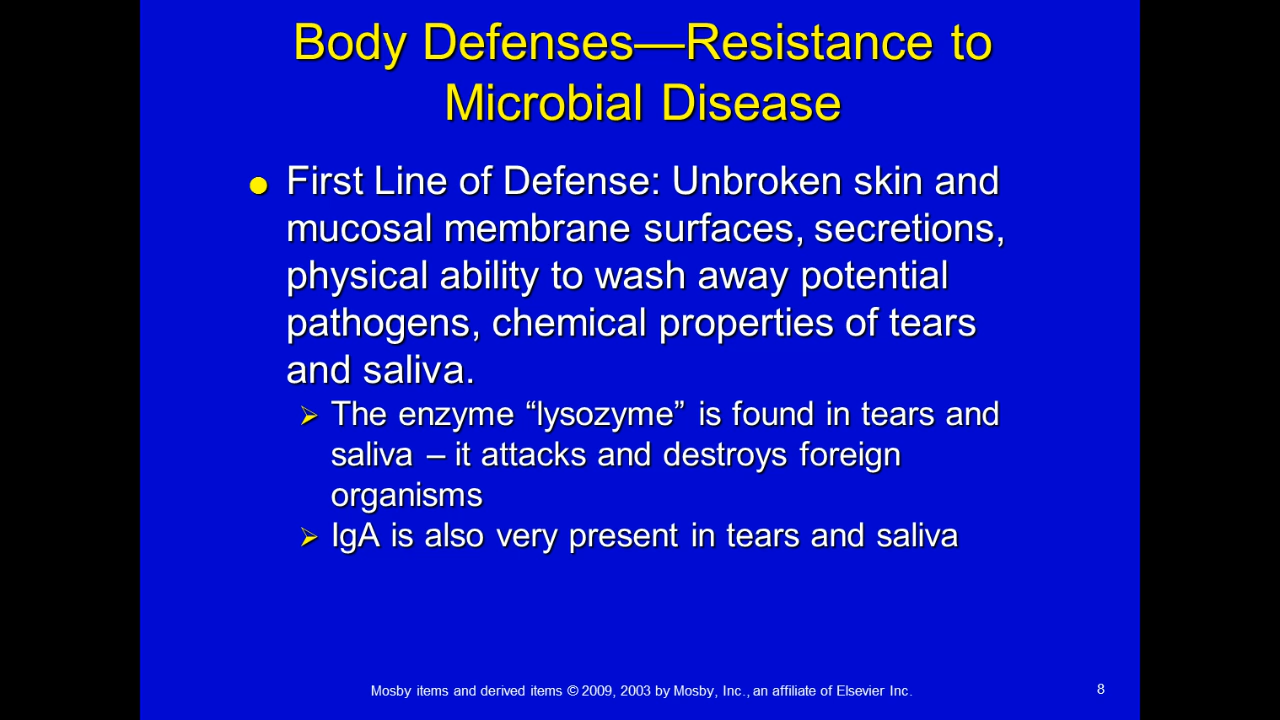 Body Defenses—Resistance to
Microbial Disease
First Line of Defense: Unbroken skin and
mucosal membrane surfaces, secretions,
physical ability to wash away potential
pathogens, chemical properties of tears
and saliva.
The enzyme “lysozyme” is found in tears and
saliva – it attacks and destroys foreign
organisms
IgA is also very present in tears and saliva
Mosby items and derived items © 2009, 2003 by Mosby, Inc., an affiliate of Elsevier Inc.
8